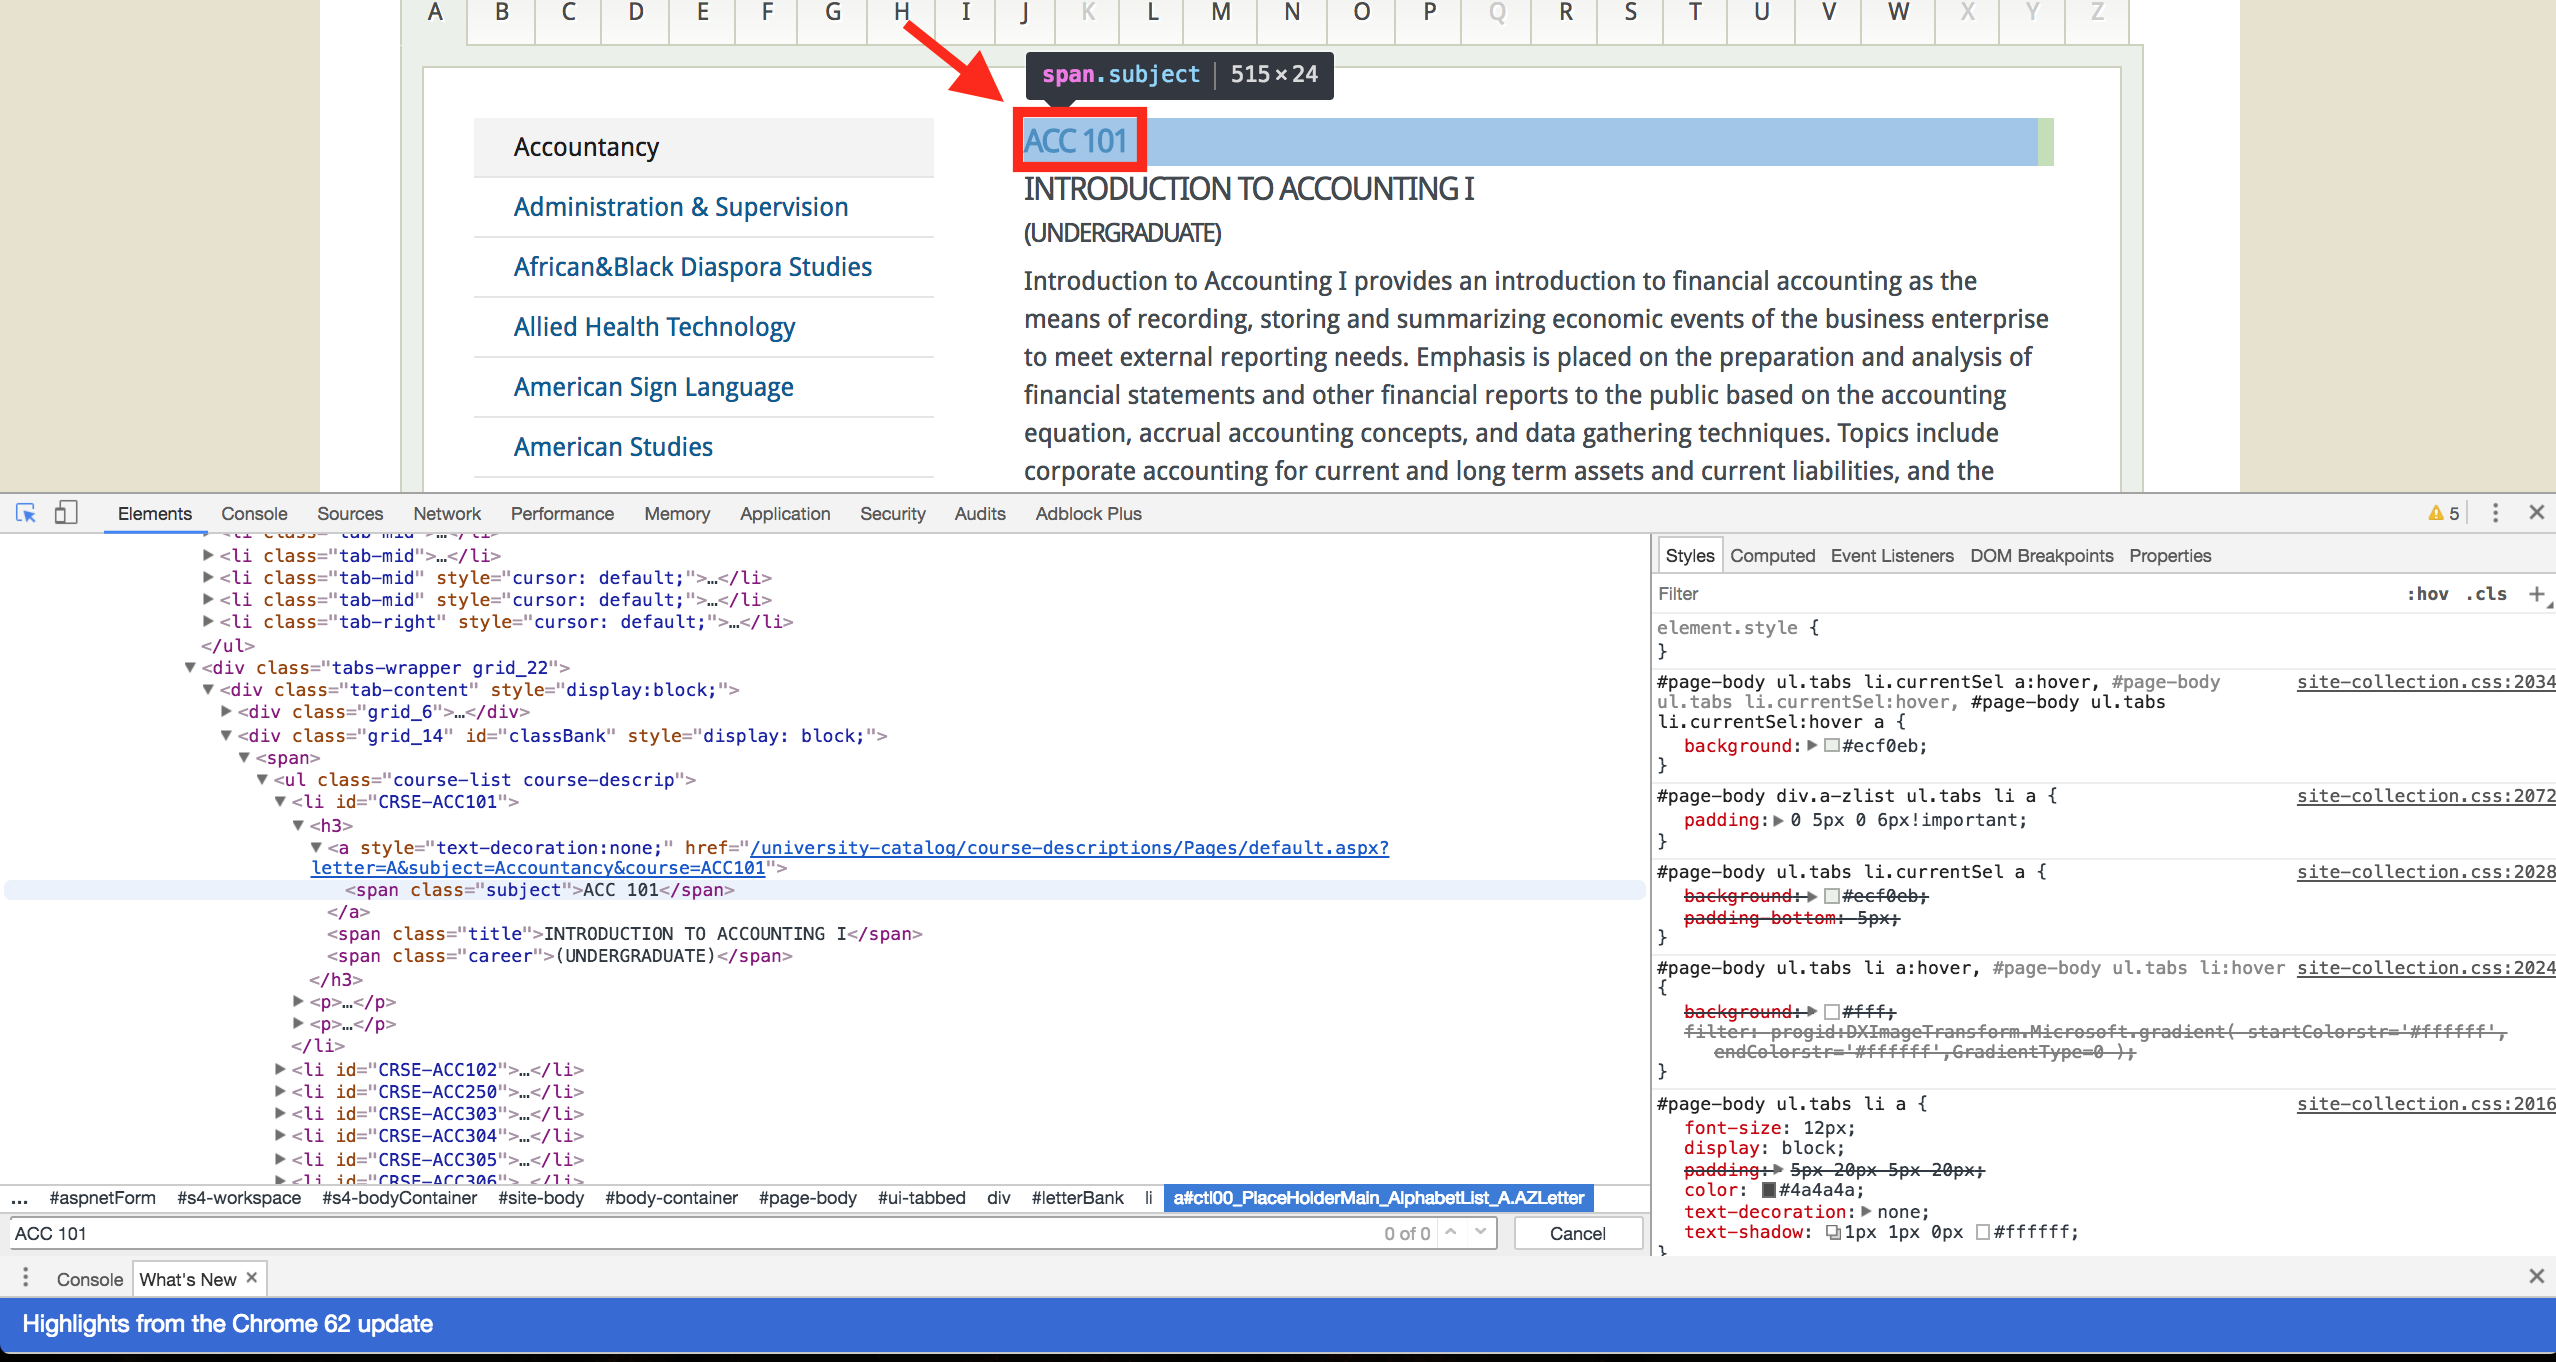 A B C D E F G H I J K L M N O P Q R S T U V W X Y Z
span.subject | 515 × 24
Accountancy
Administration & Supervision
African&Black Diaspora Studies
Allied Health Technology
American Sign Language
American Studies
ACC 101
INTRODUCTION TO ACCOUNTING I
(UNDERGRADUATE)
Introduction to Accounting I provides an introduction to financial accounting as the
means of recording, storing and summarizing economic events of the business enterprise
to meet external reporting needs. Emphasis is placed on the preparation and analysis of
financial statements and other financial reports to the public based on the accounting
equation, accrual accounting concepts, and data gathering techniques. Topics include
corporate accounting for current and long term assets and current liabilities, and the
Elements Console Sources Network Performance Memory Application Security Audits Adblock Plus 5
<li class="tab-mid">…</li>
<li class="tab-mid">…</li>
<li class="tab-mid" style="cursor: default;">…</li>
<li class="tab-mid" style="cursor: default;">…</li>
<li class="tab-right" style="cursor: default;">…</li>
</ul>
<div class="tabs-wrapper grid_22">
<div class="tab-content" style="display:block;">
<div class="grid_6">…</div>
<div class="grid_14" id="classBank" style="display: block;">
<span>
<ul class="course-list course-descrip">
<li id="CRSE-ACC101">
<h3>
<a style="text-decoration:none;" href="/university-catalog/course-descriptions/Pages/default.aspx?
letter=A&subject=Accountancy&course=ACC101">
<span class="subject">ACC 101</span>
</a>
<span class="title">INTRODUCTION TO ACCOUNTING I</span>
<span class="career">(UNDERGRADUATE)</span>
</h3>
<p>…</p>
<p>…</p>
</li>
<li id="CRSE-ACC102">…</li>
<li id="CRSE-ACC250">…</li>
<li id="CRSE-ACC303">…</li>
<li id="CRSE-ACC304">…</li>
<li id="CRSE-ACC305">…</li>
<li id="CRSE-ACC306">…</li>
... #aspnetForm #s4-workspace #s4-bodyContainer #site-body #body-container #page-body #ui-tabbed div #letterBank li a#ctl00_PlaceHolderMain_AlphabetList_A.AZLetter
ACC 101 0 of 0 Cancel
Styles Computed Event Listeners DOM Breakpoints Properties
Filter :hov .cls +
element.style {
}
#page-body ul.tabs li.currentSel a:hover, #page-body site-collection.css:2034
ul.tabs li.currentSel:hover, #page-body ul.tabs
li.currentSel:hover a {
background: #ecf0eb;
}
#page-body div.a-zlist ul.tabs li a { site-collection.css:2072
padding: 0 5px 0 6px!important;
}
#page-body ul.tabs li.currentSel a { site-collection.css:2028
background: #ecf0eb;
padding-bottom: 5px;
}
#page-body ul.tabs li a:hover, #page-body ul.tabs li:hover site-collection.css:2024
{
background: #fff;
filter: progid:DXImageTransform.Microsoft.gradient( startColorstr='#ffffff',
endColorstr='#ffffff',GradientType=0 );
}
#page-body ul.tabs li a { site-collection.css:2016
font-size: 12px;
display: block;
padding: 5px 20px 5px 20px;
color: #4a4a4a;
text-decoration: none;
text-shadow: 1px 1px 0px #ffffff;
}
Console What's New
Highlights from the Chrome 62 update